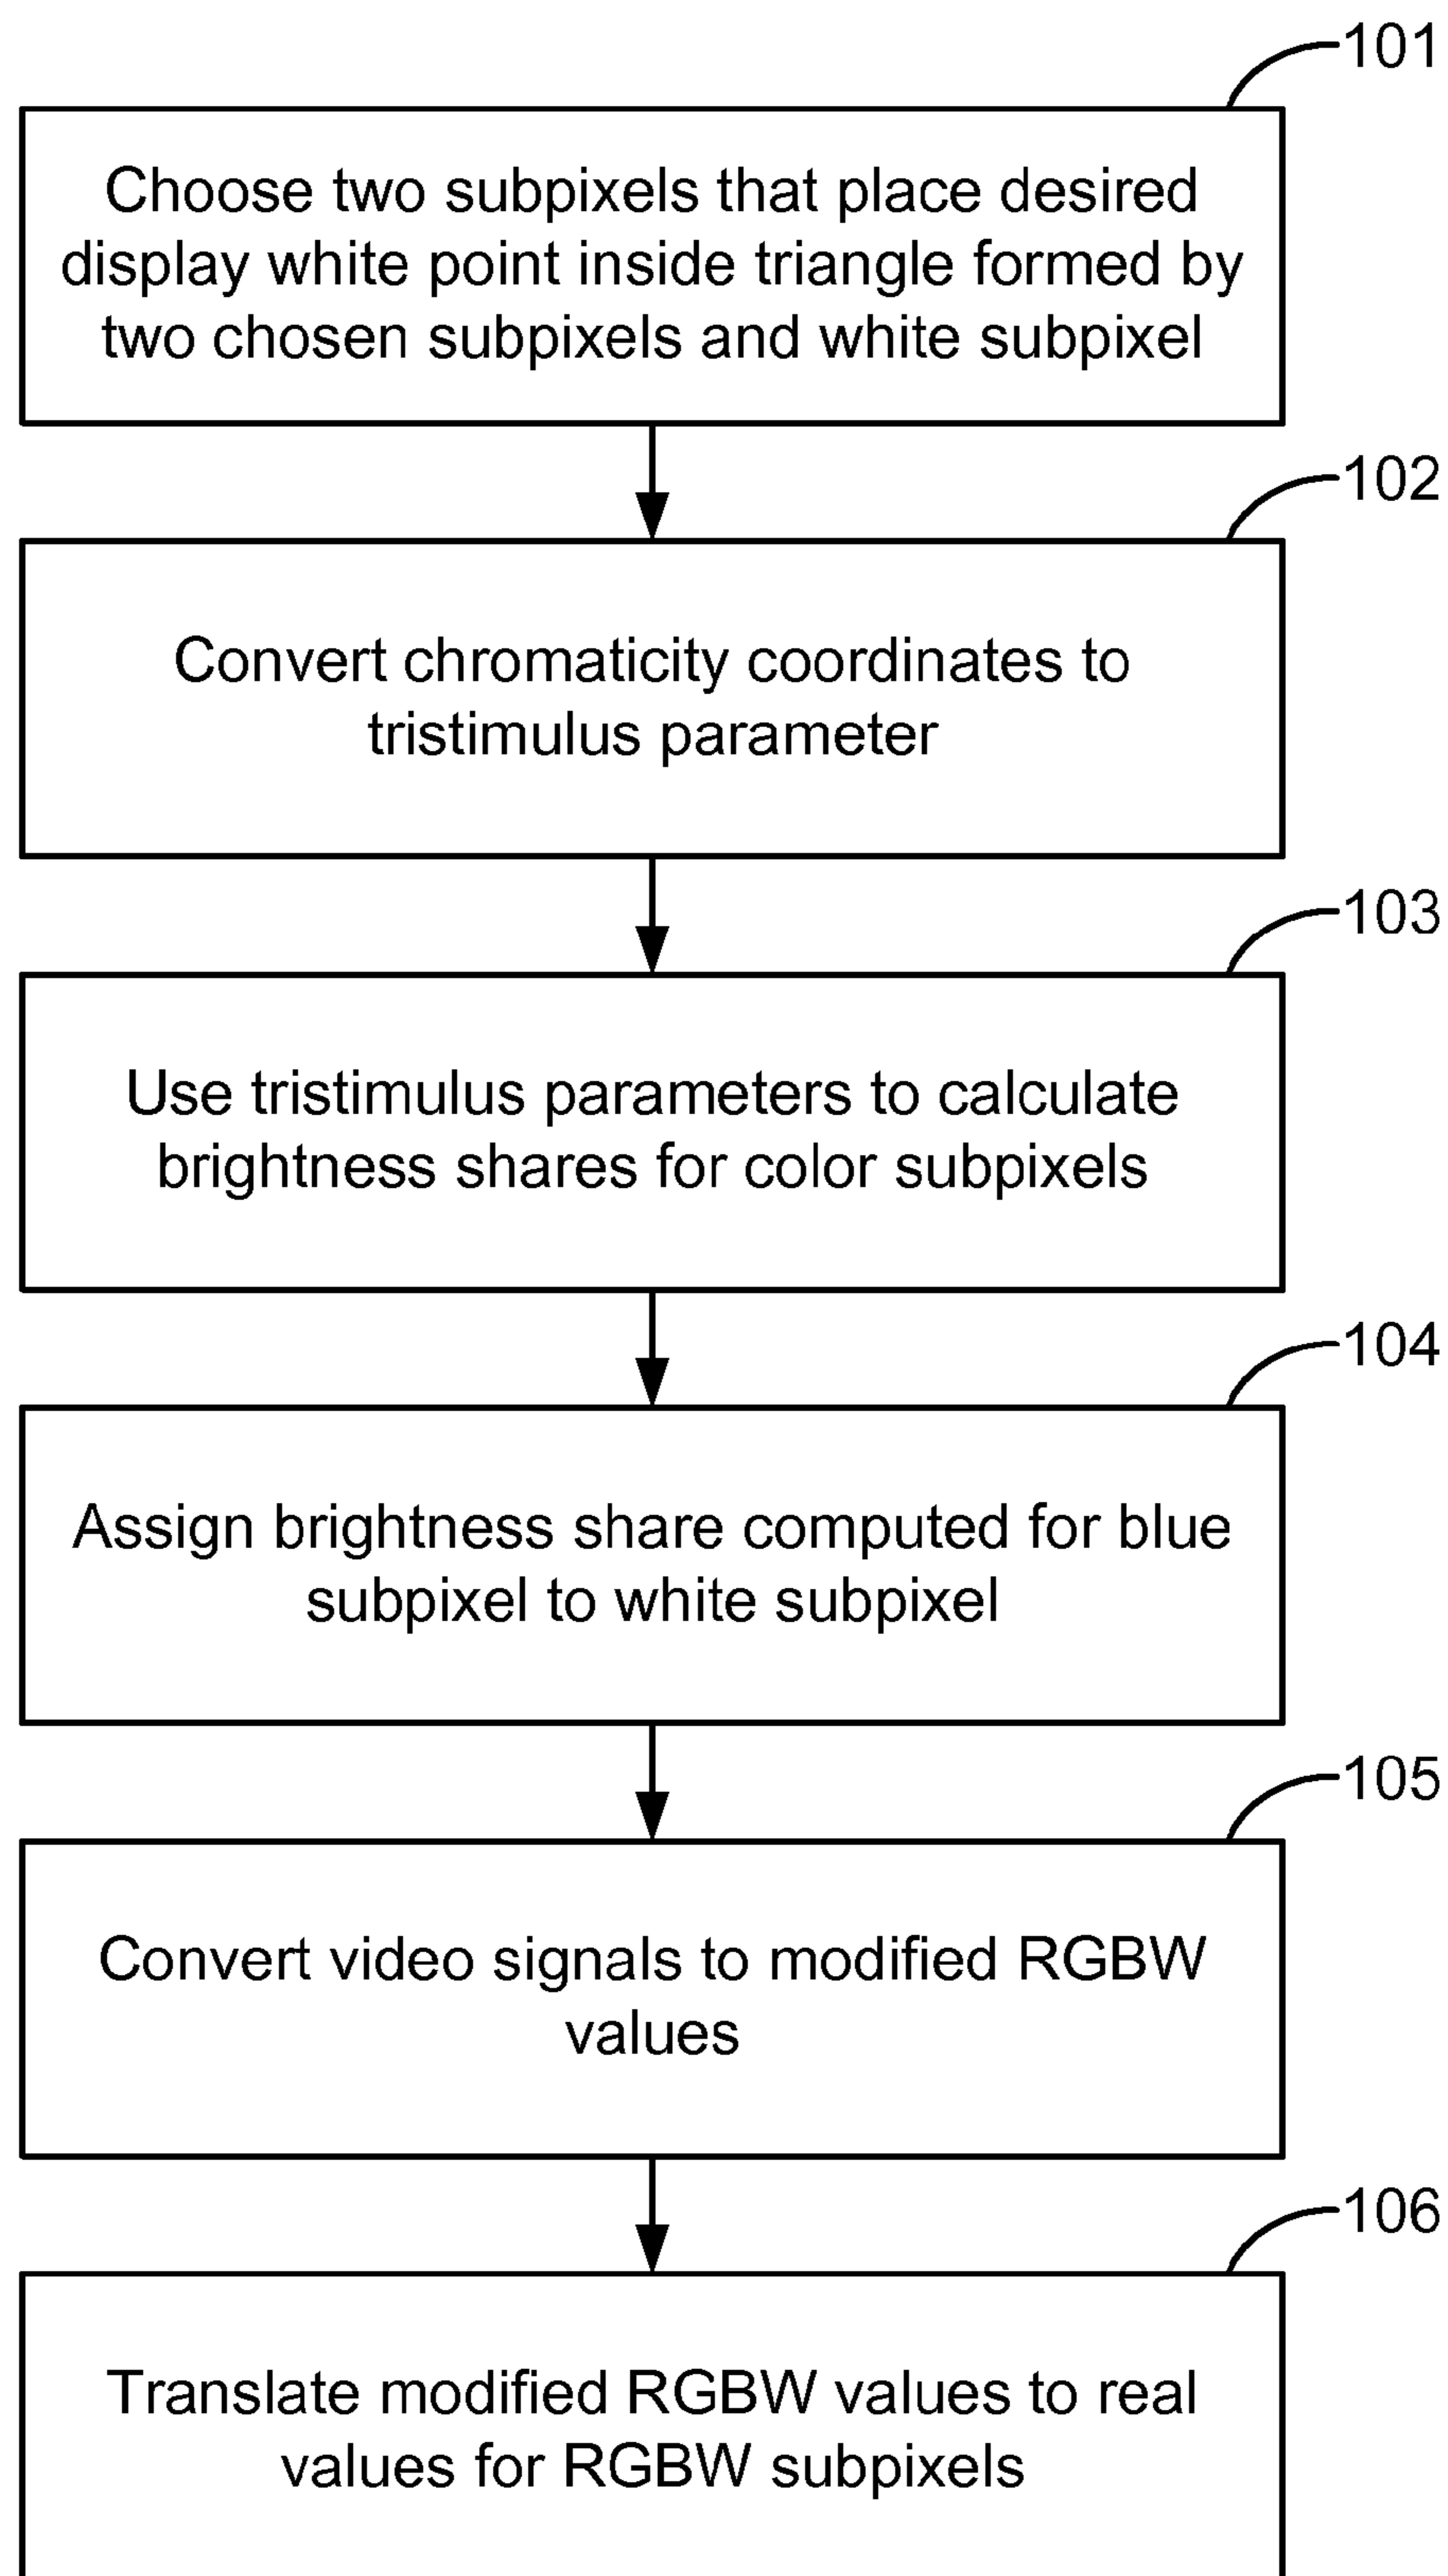 101
Choose two subpixels that place desired
display white point inside triangle formed by
two chosen subpixels and white subpixel
102
Convert chromaticity coordinates to
tristimulus parameter
103
Use tristimulus parameters to calculate
brightness shares for color subpixels
104
Assign brightness share computed for blue
subpixel to white subpixel
105
Convert video signals to modified RGBW
values
106
Translate modified RGBW values to real
values for RGBW subpixels